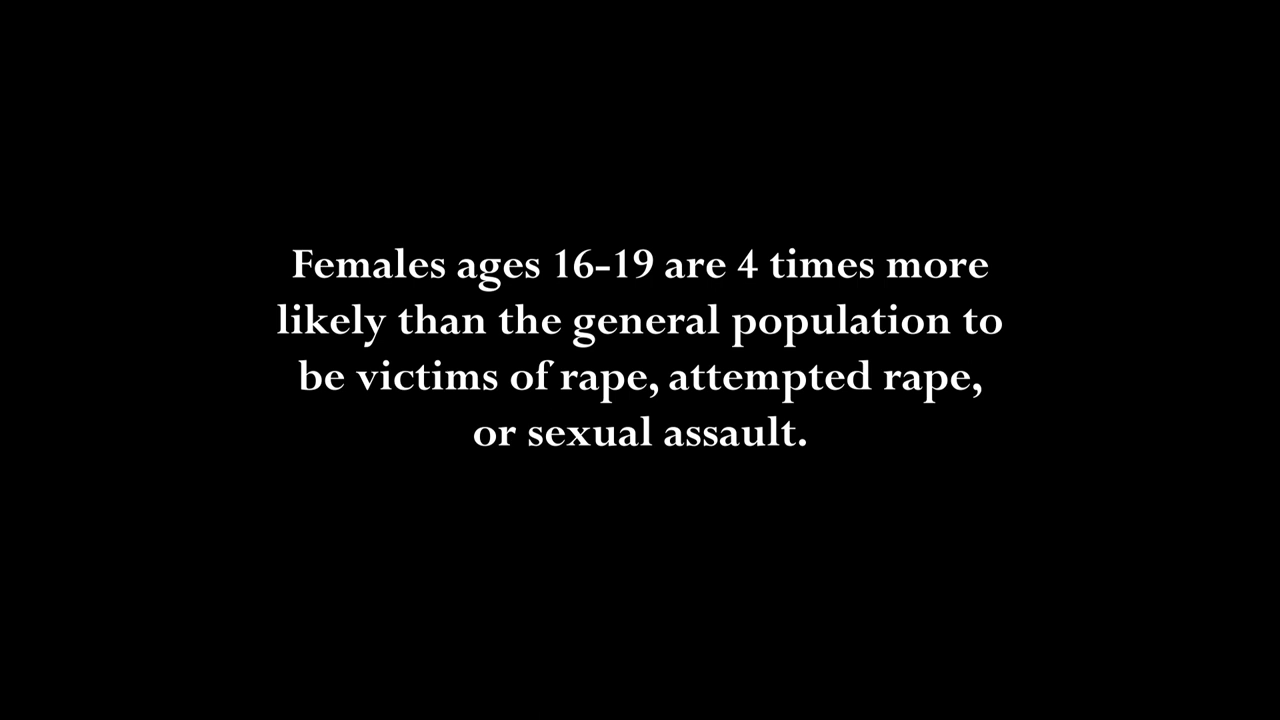 Females ages 16-19 are 4 times more
likely than the general population to
be victims of rape, attempted rape,
or sexual assault.